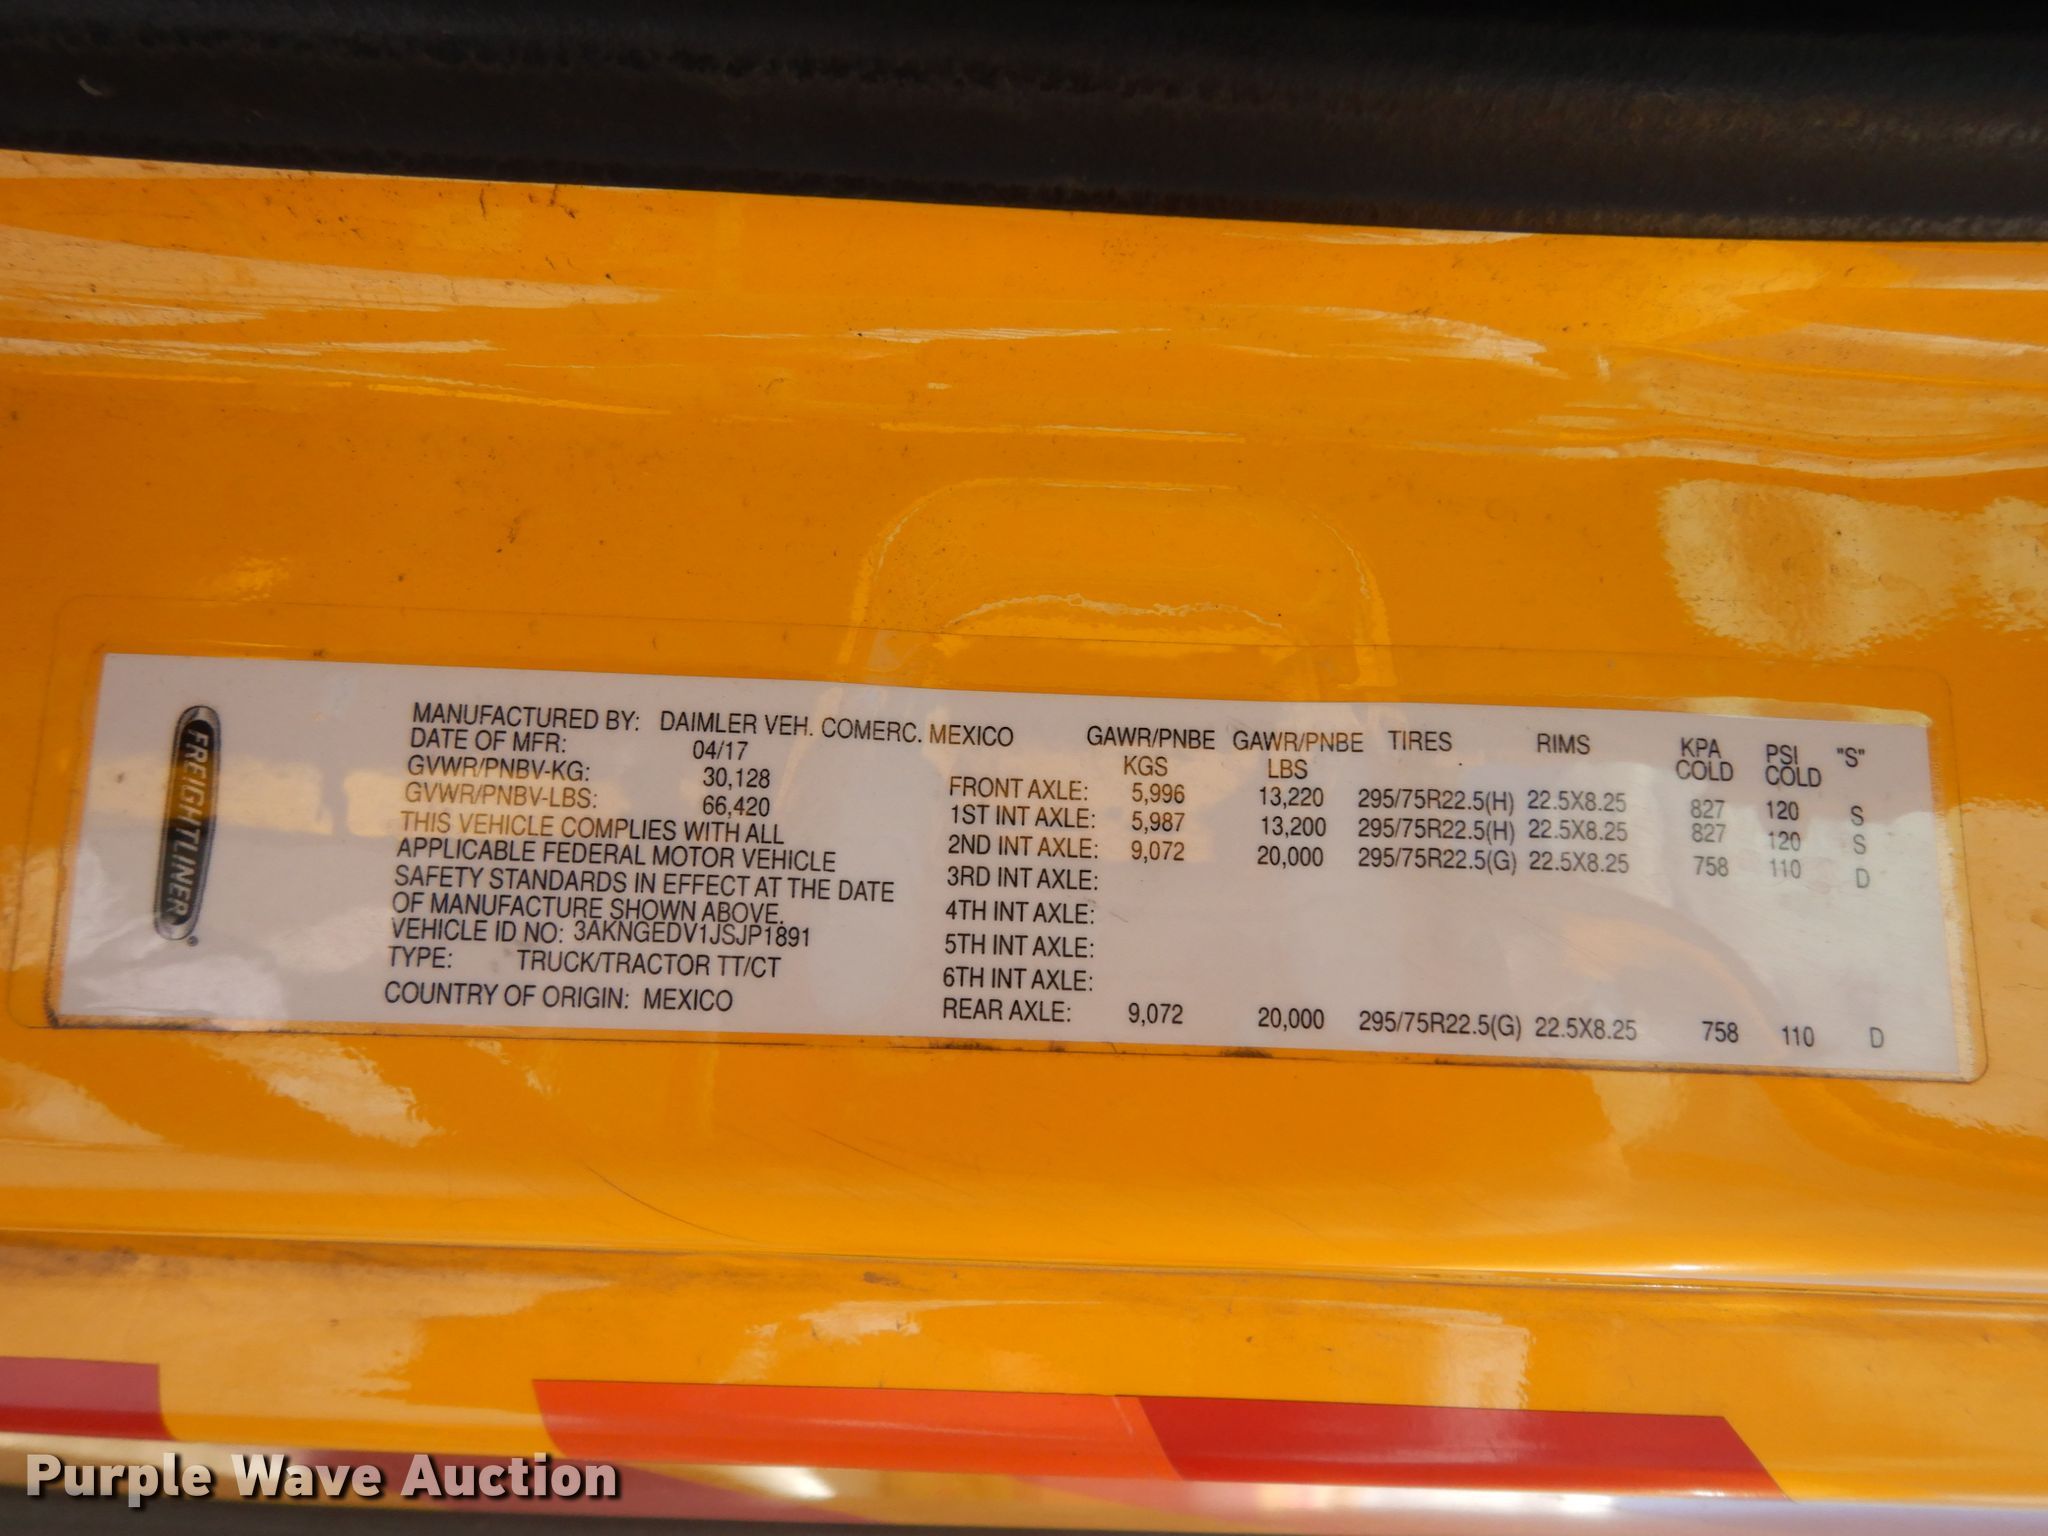 FREIGHTLINER®
MANUFACTURED BY: DAIMLER VEH. COMERC. MEXICO
DATE OF MFR: 04/17
GVWR/PNBV-KG: 30,128
GVWR/PNBV-LBS: 66,420
THIS VEHICLE COMPLIES WITH ALL
APPLICABLE FEDERAL MOTOR VEHICLE
SAFETY STANDARDS IN EFFECT AT THE DATE
OF MANUFACTURE SHOWN ABOVE.
VEHICLE ID NO: 3AKNGEDV1JSJP1891
TYPE: TRUCK/TRACTOR TT/CT
COUNTRY OF ORIGIN: MEXICO
GAWR/PNBE GAWR/PNBE TIRES RIMS KPA PSI "S"
KGS LBS COLD COLD
FRONT AXLE: 5,996 13,220 295/75R22.5(H) 22.5X8.25 827 120 S
1ST INT AXLE: 5,987 13,200 295/75R22.5(H) 22.5X8.25 827 120 S
2ND INT AXLE: 9,072 20,000 295/75R22.5(G) 22.5X8.25 758 110 D
3RD INT AXLE:
4TH INT AXLE:
5TH INT AXLE:
6TH INT AXLE:
REAR AXLE: 9,072 20,000 295/75R22.5(G) 22.5X8.25 758 110 D
Purple Wave Auction